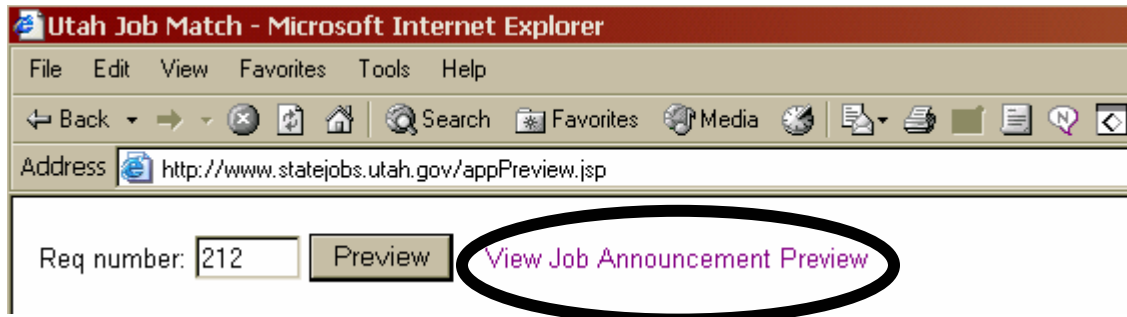 Utah Job Match - Microsoft Internet Explorer
File Edit View Favorites Tools Help
Back Search Favorites Media
Address http://www.statejobs.utah.gov/appPreview.jsp
Req number: 212 Preview View Job Announcement Preview